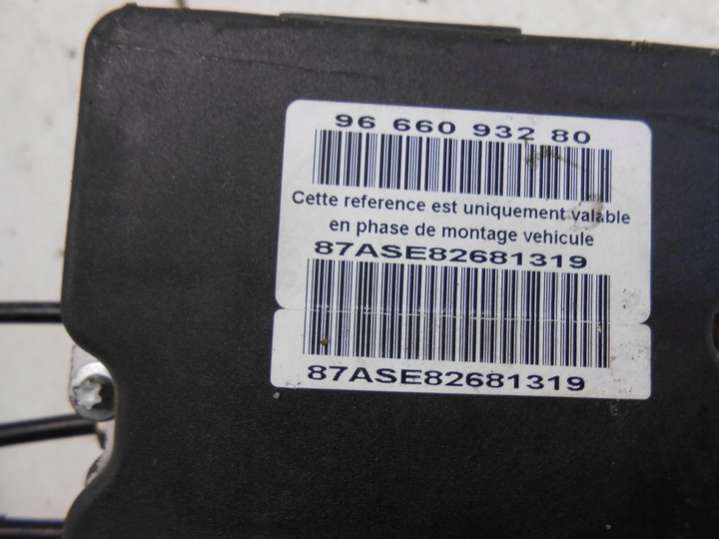 96 660 932 80
Cette reference est uniquement valable
en phase de montage vehicule
87ASE82681319
87ASE82681319